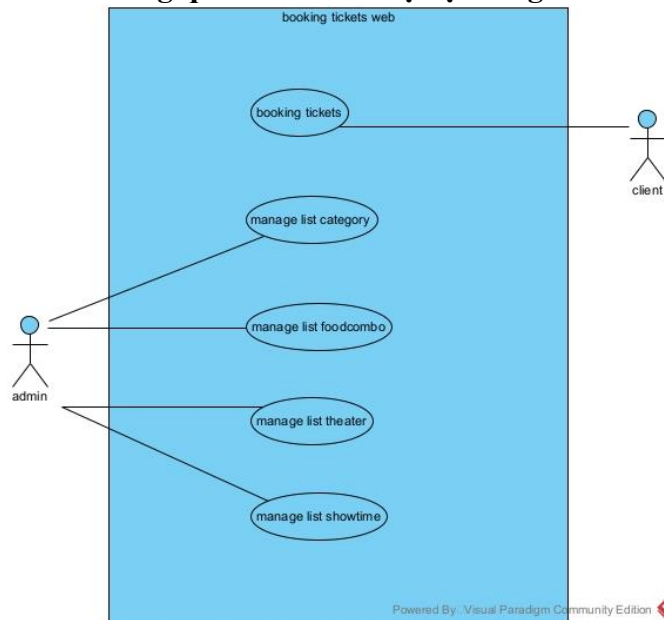 booking tickets web
booking tickets
client
manage list category
manage list foodcombo
admin
manage list theater
manage list showtime
Powered By Visual Paradigm Community Edition